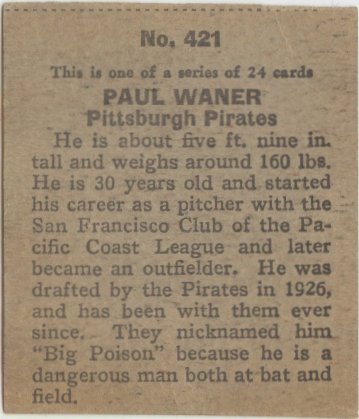 No. 421
This is one of a series of 24 cards
PAUL WANER
Pittsburgh Pirates
He is about five ft. nine in.
tall and weighs around 160 lbs.
He is 30 years old and started
his career as a pitcher with the
San Francisco Club of the Pa-
cific Coast League and later
became an outfielder. He was
drafted by the Pirates in 1926,
and has been with them ever
since. They nicknamed him
"Big Poison" because he is a
dangerous man both at bat and
field.